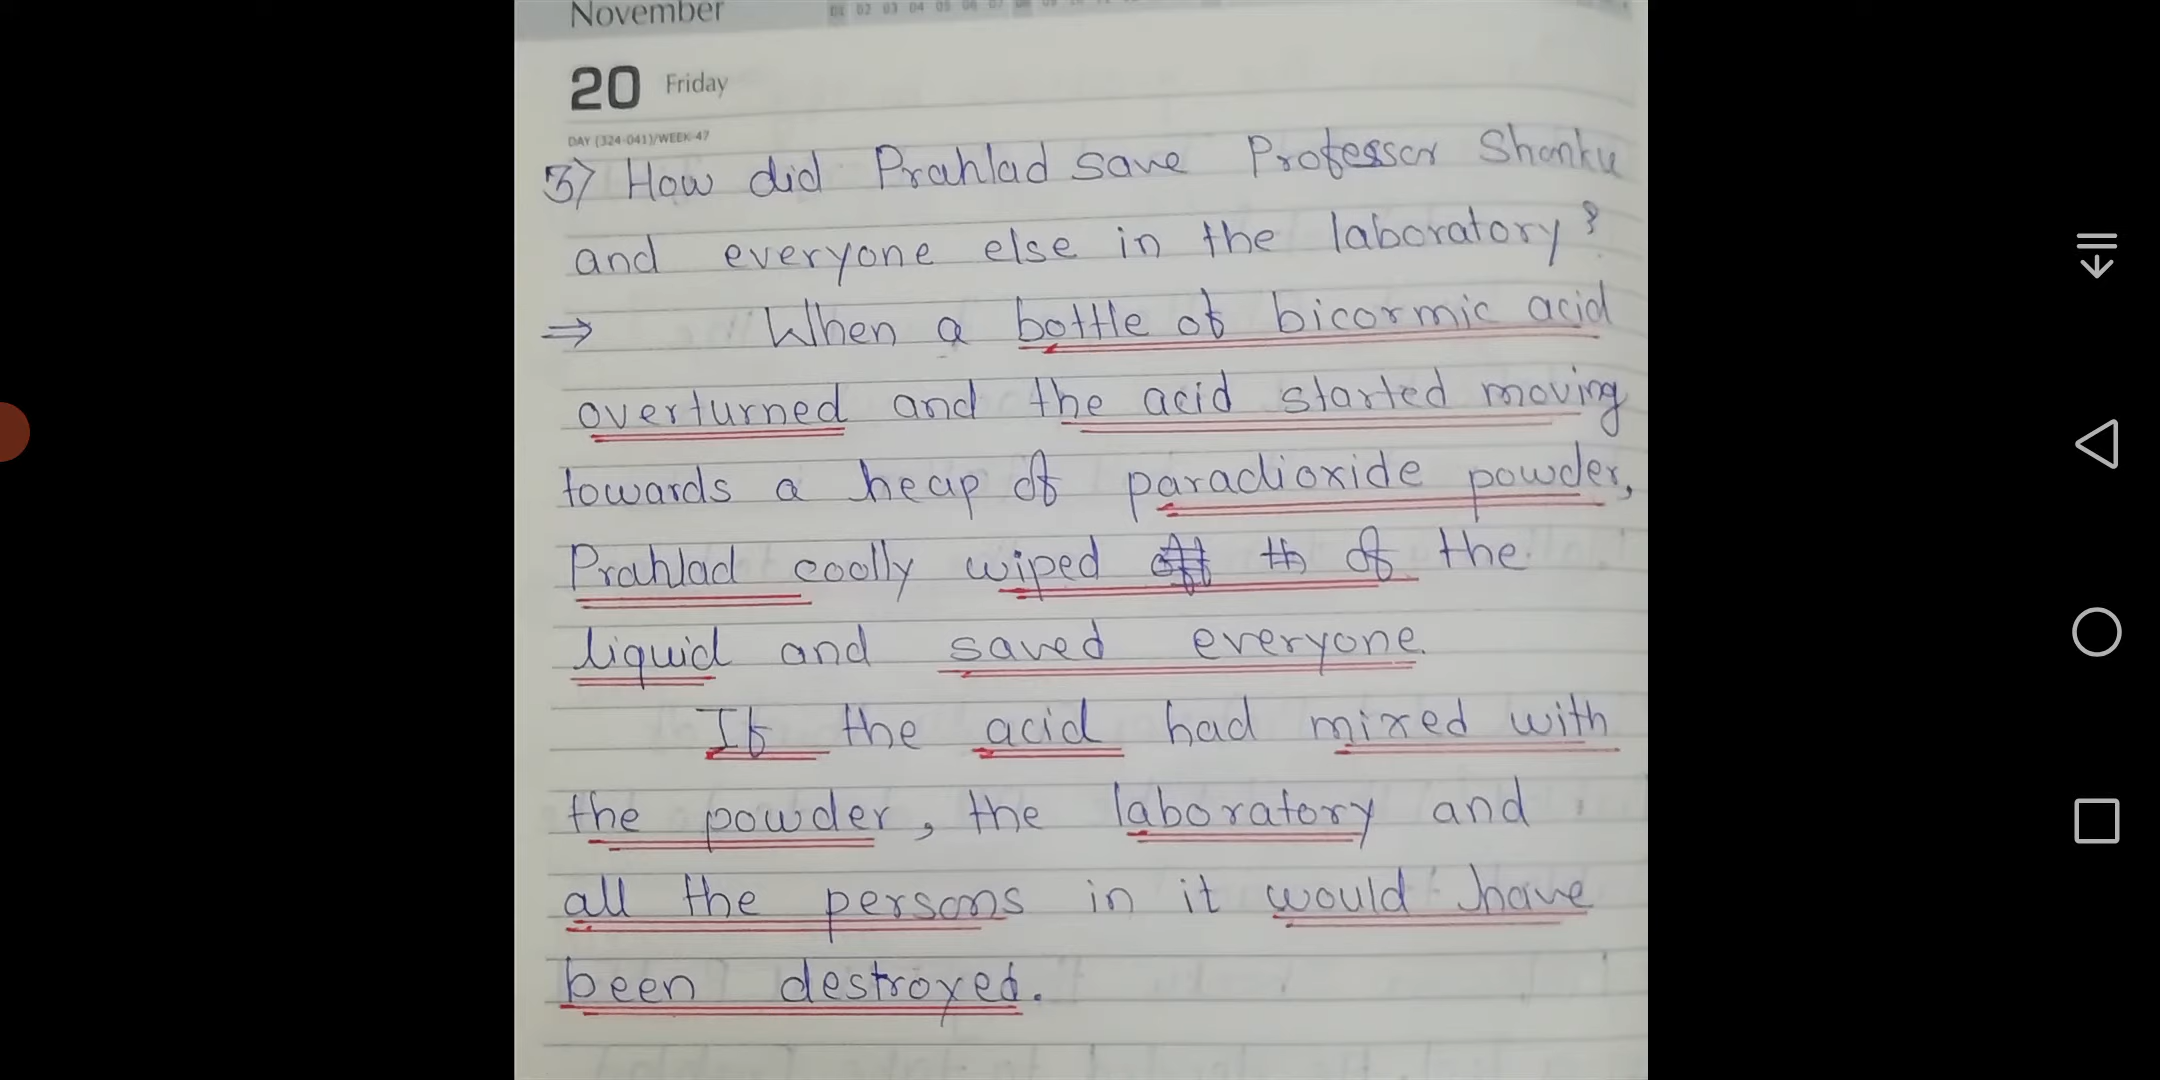 November
20 Friday
DAY (324-041)/WEEK-47
3) How did Prahlad save Professor Shonku
and everyone else in the laboratory?
⇒ When a bottle of bicormic acid
overturned and the acid started moving
towards a heap of paradioxide powder,
Prahlad coolly wiped of the
liquid and saved everyone.
If the acid had mixed with
the powder, the laboratory and
all the persons in it would have
been destroyed.